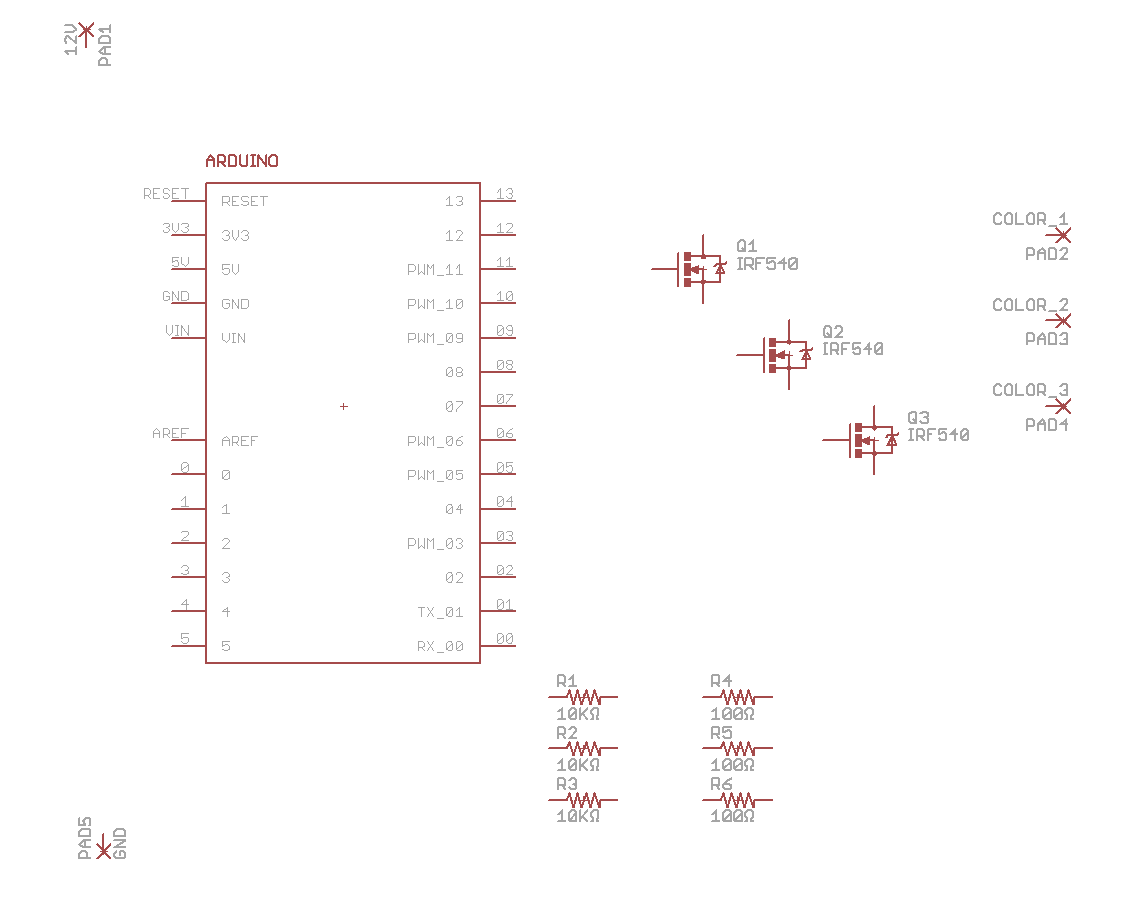 12V
PAD1
ARDUINO
RESET RESET 13 13
3V3 3V3 12 12
5V 5V PWM_11 11
GND GND PWM_10 10
VIN VIN PWM_09 09
08 08
07 07
AREF AREF PWM_06 06
0 0 PWM_05 05
1 1 04 04
2 2 PWM_03 03
3 3 02 02
4 4 TX_01 01
5 5 RX_00 00
Q1
IRF540
Q2
IRF540
Q3
IRF540
COLOR_1
PAD2
COLOR_2
PAD3
COLOR_3
PAD4
R1
10KΩ
R2
10KΩ
R3
10KΩ
R4
100Ω
R5
100Ω
R6
100Ω
PAD5
GND